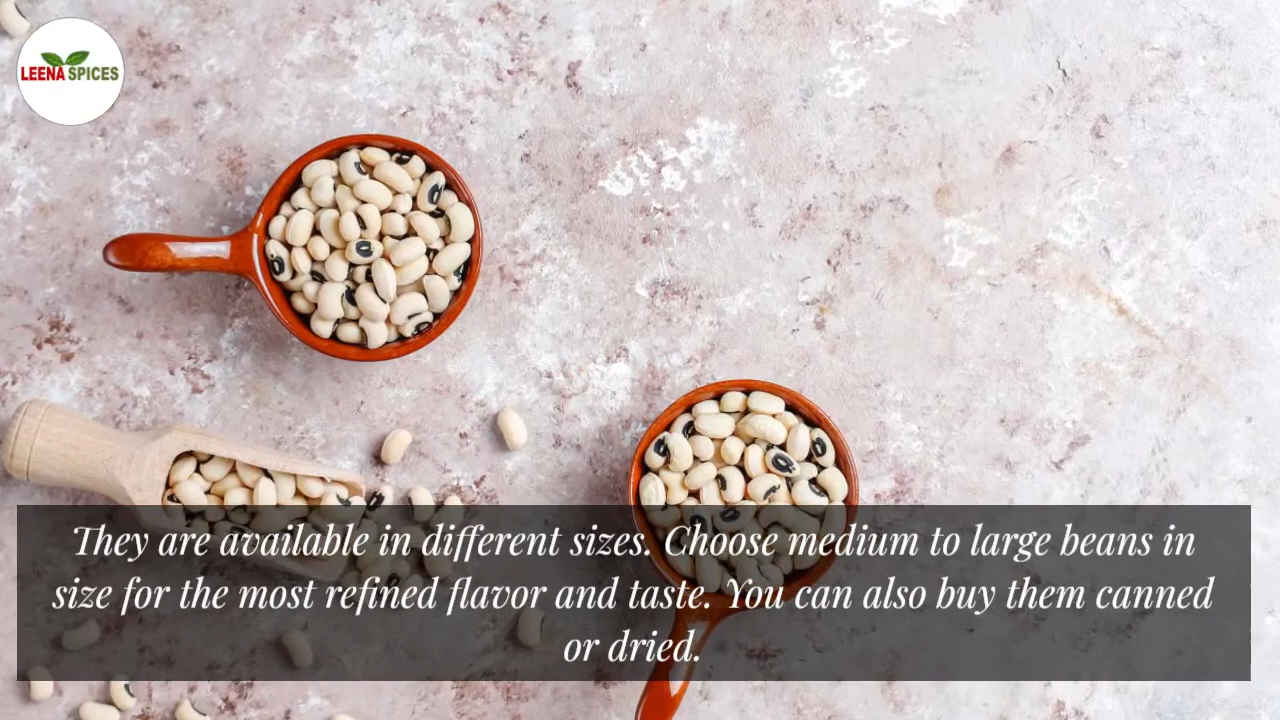 LEENA SPICES
They are available in different sizes. Choose medium to large beans in
size for the most refined flavor and taste. You can also buy them canned
or dried.